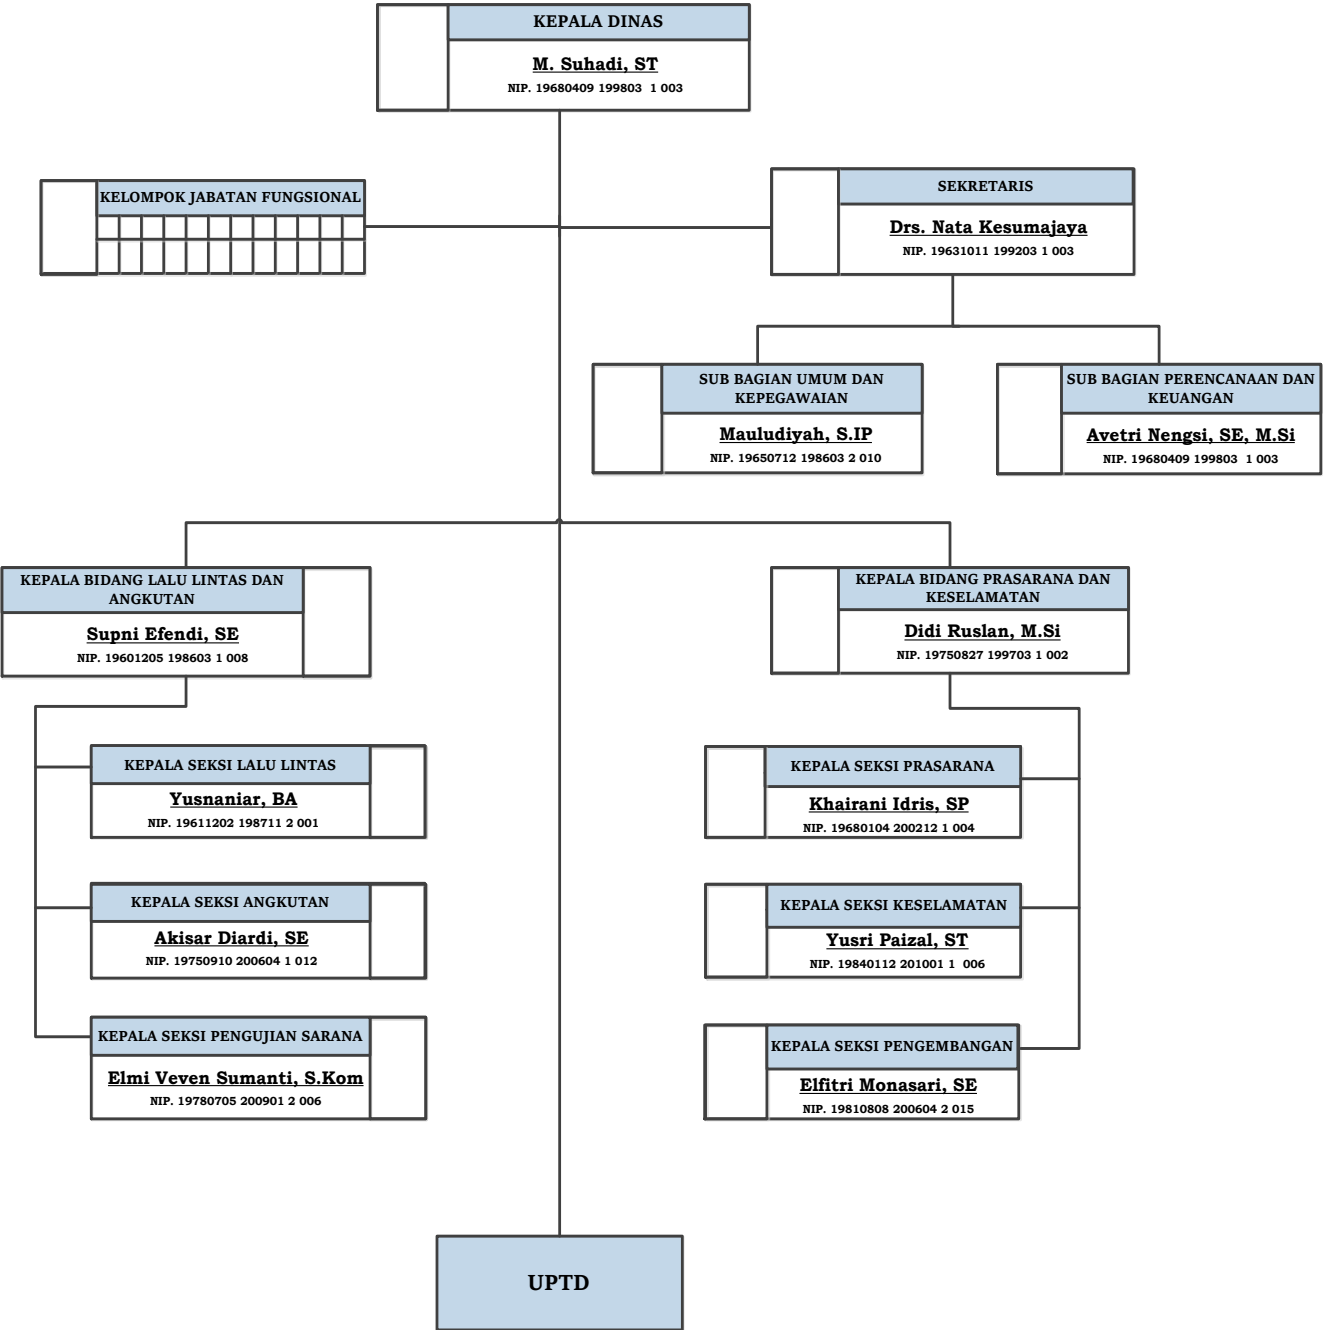 KEPALA DINAS
M. Suhadi, ST
NIP. 19680409 199803  1 003
KELOMPOK JABATAN FUNGSIONAL
SEKRETARIS
Drs. Nata Kesumajaya
NIP. 19631011 199203 1 003
SUB BAGIAN UMUM DAN
KEPEGAWAIAN
Mauludiyah, S.IP
NIP. 19650712 198603 2 010
SUB BAGIAN PERENCANAAN DAN
KEUANGAN
Avetri Nengsi, SE, M.Si
NIP. 19680409 199803  1 003
KEPALA BIDANG LALU LINTAS DAN
ANGKUTAN
Supni Efendi, SE
NIP. 19601205 198603 1 008
KEPALA BIDANG PRASARANA DAN
KESELAMATAN
Didi Ruslan, M.Si
NIP. 19750827 199703 1 002
KEPALA SEKSI LALU LINTAS
Yusnaniar, BA
NIP. 19611202 198711 2 001
KEPALA SEKSI PRASARANA
Khairani Idris, SP
NIP. 19680104 200212 1 004
KEPALA SEKSI ANGKUTAN
Akisar Diardi, SE
NIP. 19750910 200604 1 012
KEPALA SEKSI KESELAMATAN
Yusri Paizal, ST
NIP. 19840112 201001 1  006
KEPALA SEKSI PENGUJIAN SARANA
Elmi Veven Sumanti, S.Kom
NIP. 19780705 200901 2 006
KEPALA SEKSI PENGEMBANGAN
Elfitri Monasari, SE
NIP. 19810808 200604 2 015
UPTD